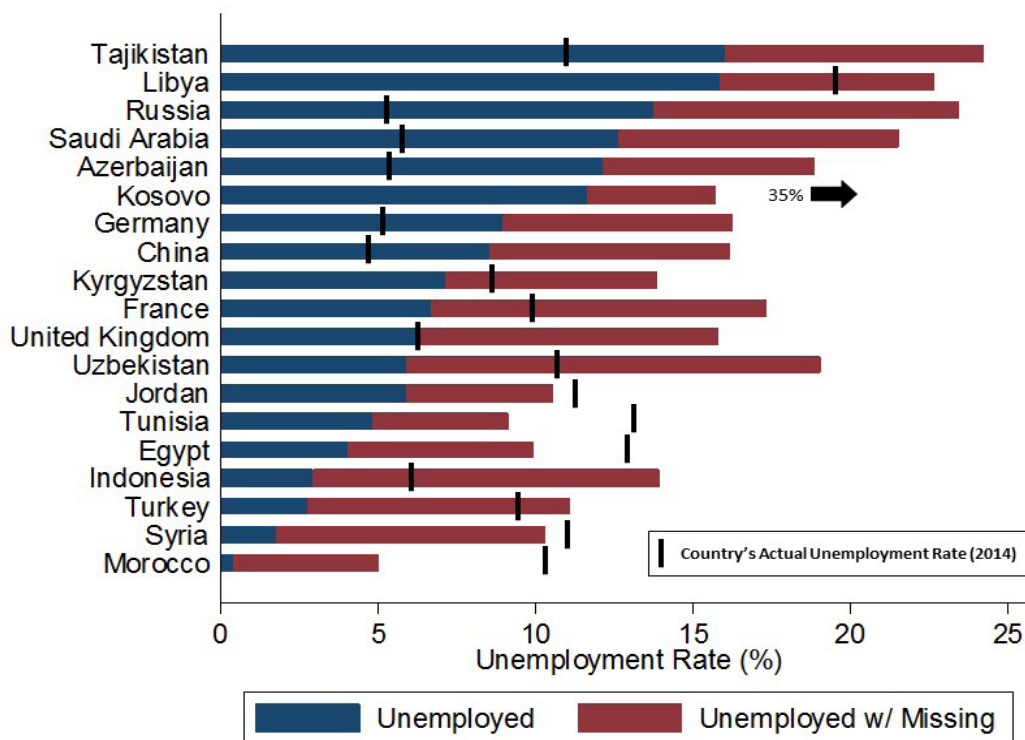 Tajikistan
Libya
Russia
Saudi Arabia
Azerbaijan
Kosovo
35%
Germany
China
Kyrgyzstan
France
United Kingdom
Uzbekistan
Jordan
Tunisia
Egypt
Indonesia
Turkey
Syria
Morocco
Country's Actual Unemployment Rate (2014)
0 5 10 15 20 25
Unemployment Rate (%)
Unemployed Unemployed w/ Missing